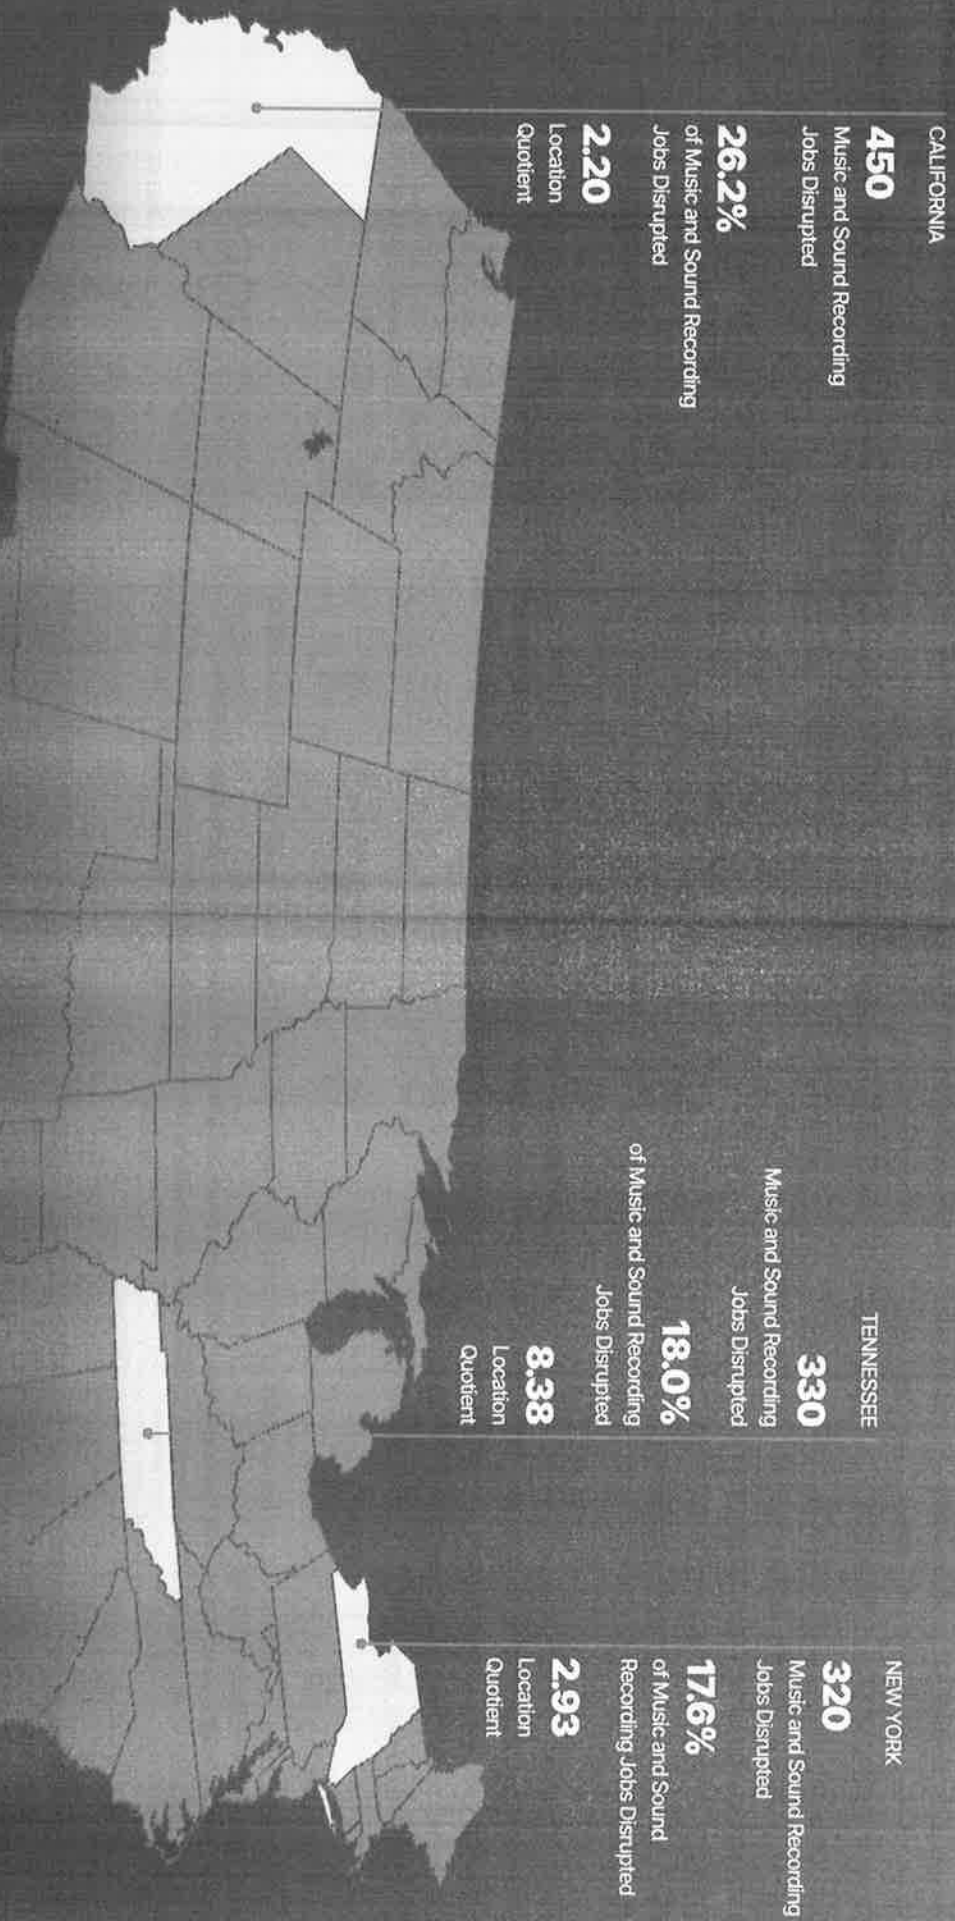 CALIFORNIA
450
Music and Sound Recording
Jobs Disrupted
26.2%
of Music and Sound Recording
Jobs Disrupted
2.20
Location
Quotient
TENNESSEE
330
Music and Sound Recording
Jobs Disrupted
18.0%
of Music and Sound Recording
Jobs Disrupted
8.38
Location
Quotient
NEW YORK
320
Music and Sound Recording
Jobs Disrupted
17.6%
of Music and Sound
Recording Jobs Disrupted
2.93
Location
Quotient